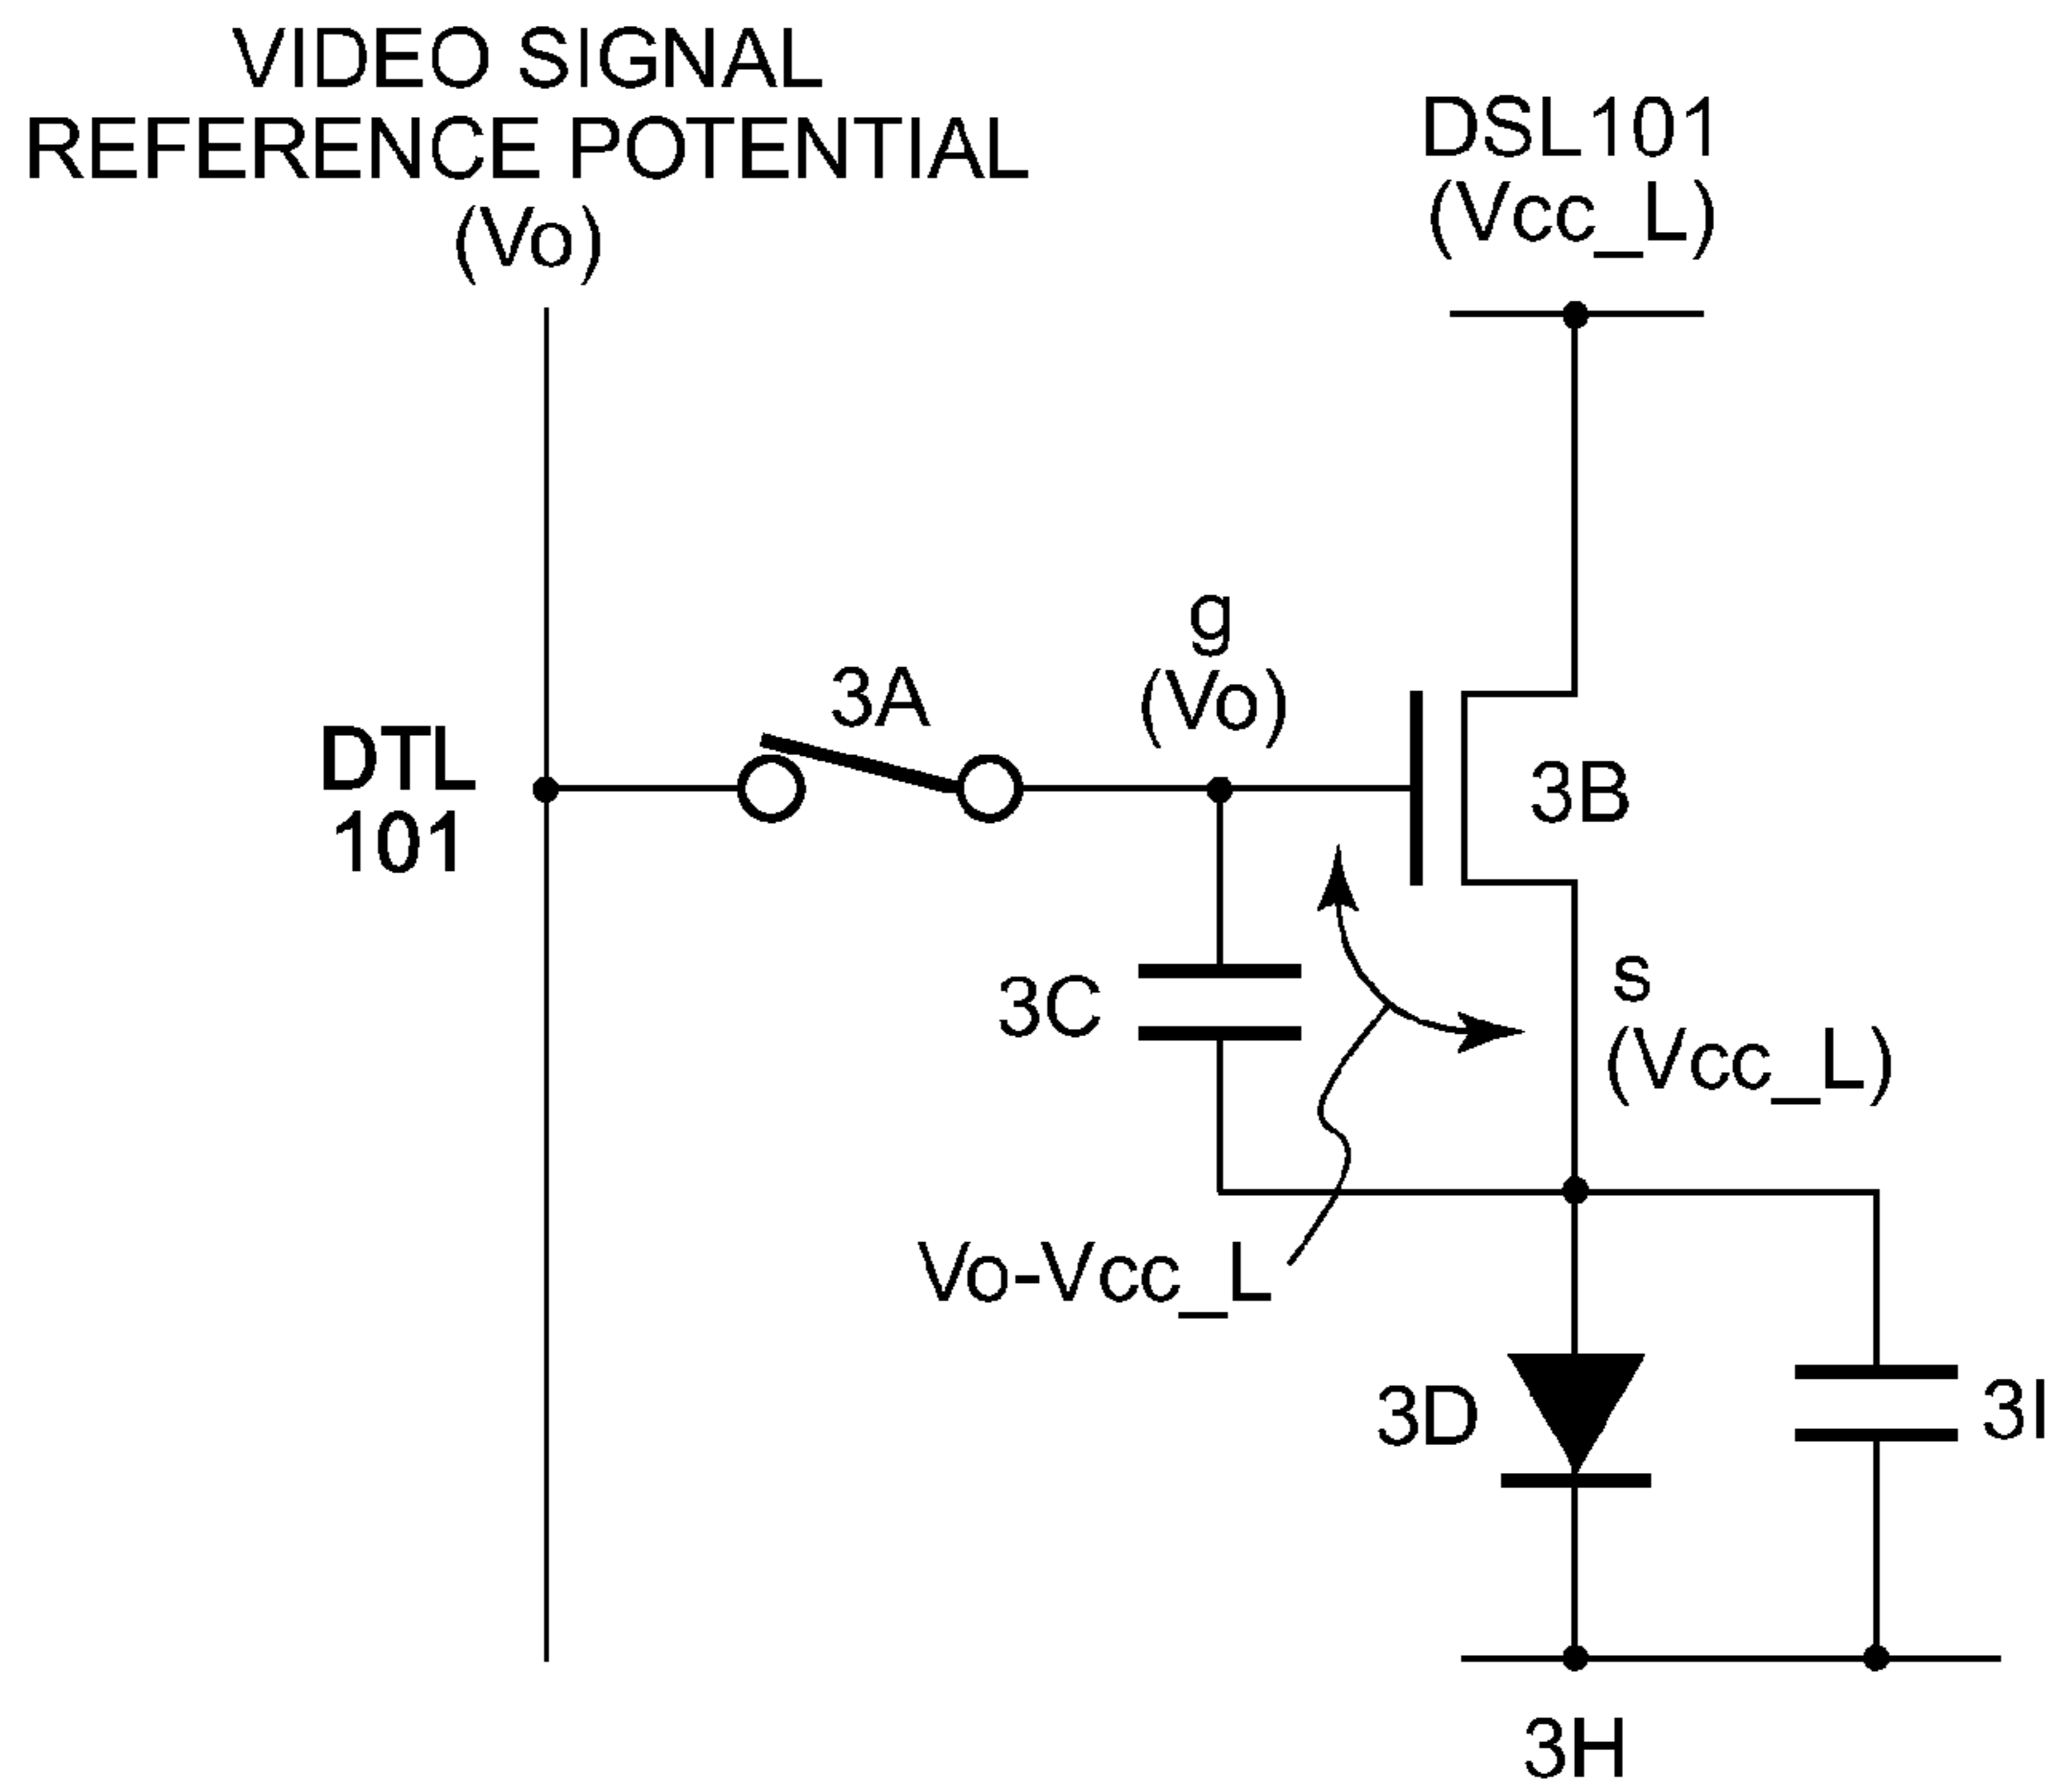 VIDEO SIGNAL
REFERENCE POTENTIAL
(Vo)
DSL101
(Vcc_L)
g
(Vo)
3A
DTL
101
3B
3C
s
(Vcc_L)
Vo-Vcc_L
3D
3I
3H